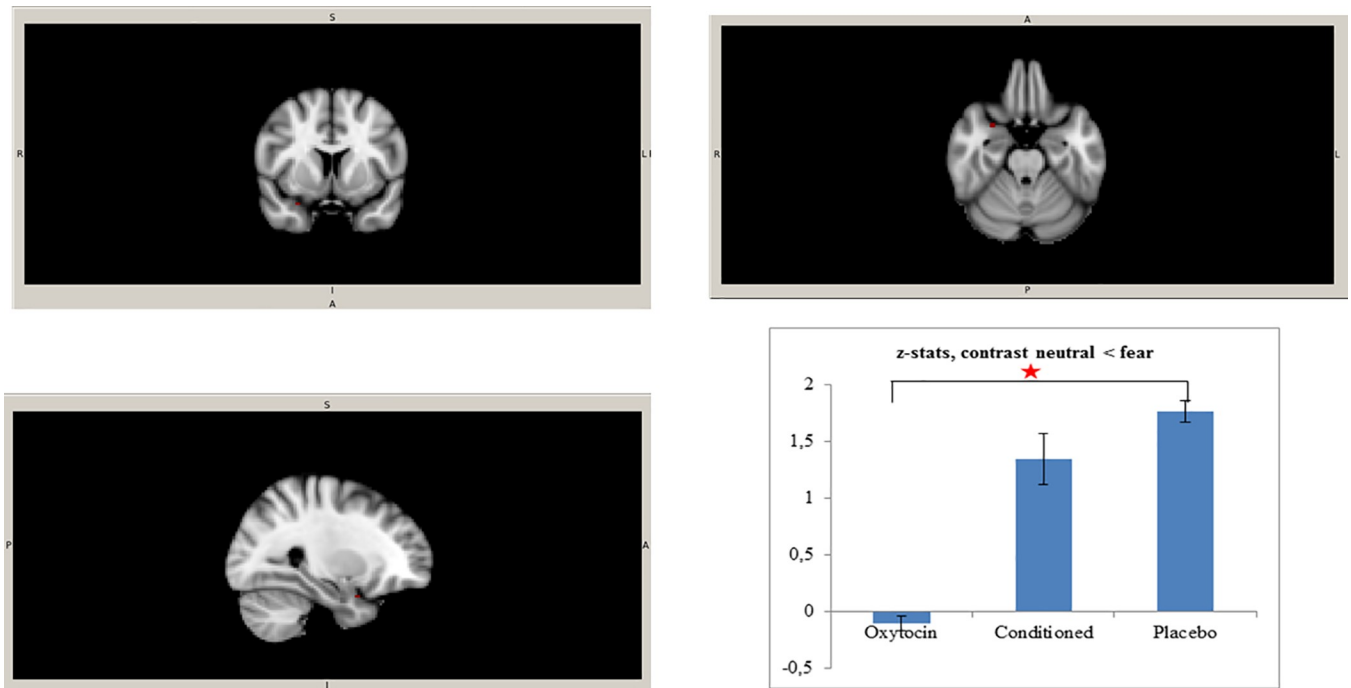 S
R
L
I
A
A
R
L
P
S
P
A
I
z-stats, contrast neutral < fear
2
1,5
1
0,5
0
-0,5
Oxytocin Conditioned Placebo